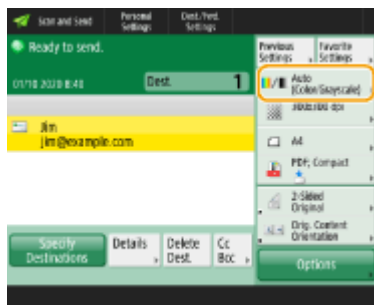 Scan and Send
Personal
Settings
Dest./Fwd.
Settings
Ready to send.
Previous
Settings
Favorite
Settings
01/10 2020 8:40
Dest.
1
Auto
(Color/Grayscale)
300x300 dpi
Jim
jim@example.com
A4
PDF; Compact
2-Sided
Original
Orig. Content
Orientation
Specify
Destinations
Details
Delete
Dest.
Cc
Bcc
Options